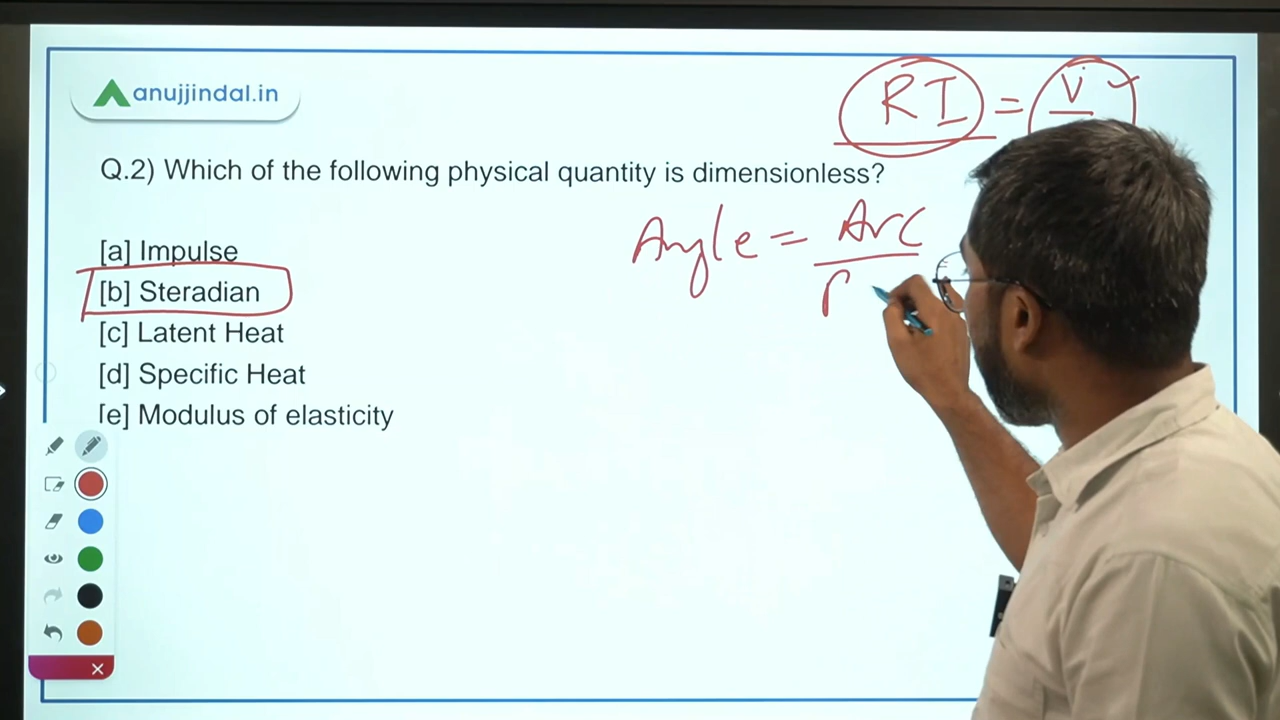 anujjindal.in
RI = V
Q.2) Which of the following physical quantity is dimensionless?
Angle = Arc
r
[a] Impulse
[b] Steradian
[c] Latent Heat
[d] Specific Heat
[e] Modulus of elasticity